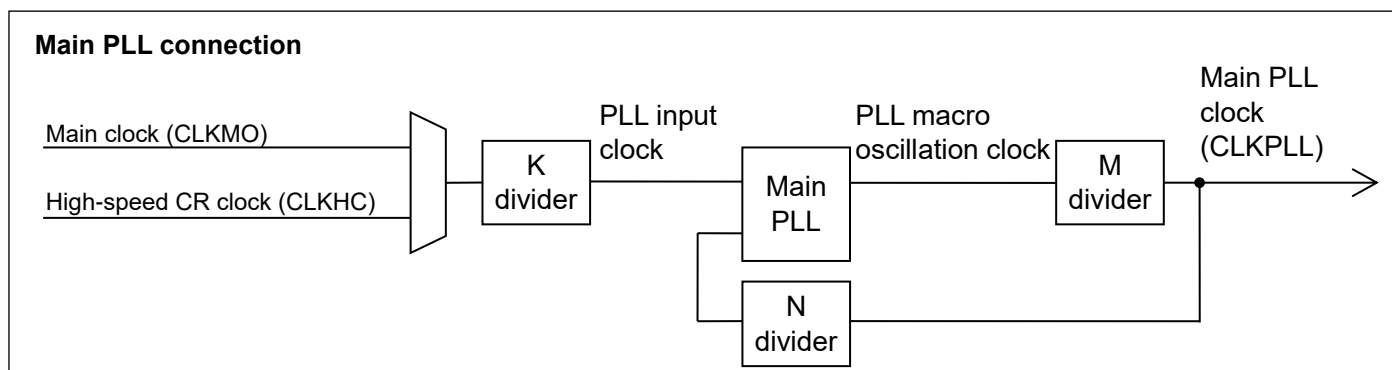 Main PLL connection
Main clock (CLKMO)
High-speed CR clock (CLKHC)
K
divider
PLL input
clock
Main
PLL
PLL macro
oscillation clock
M
divider
Main PLL
clock
(CLKPLL)
N
divider